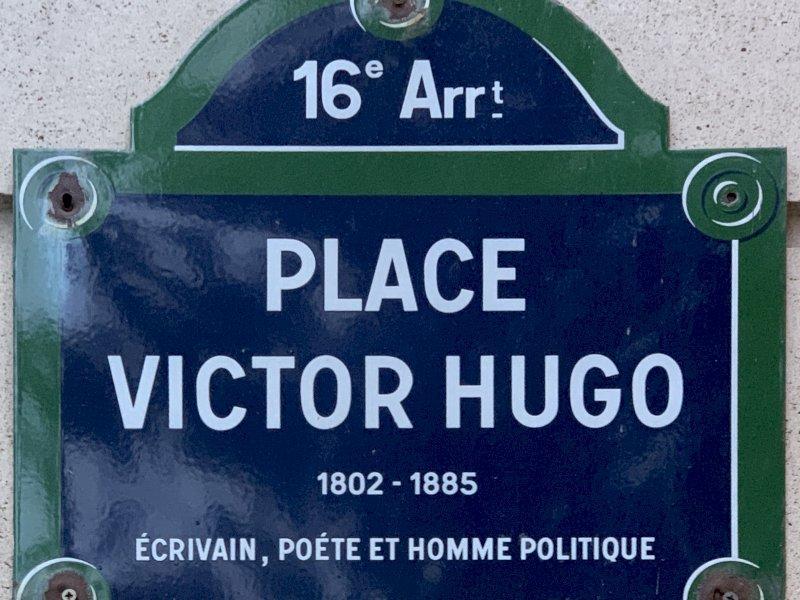 16e Arrt
PLACE
VICTOR HUGO
1802 - 1885
ÉCRIVAIN, POÉTE ET HOMME POLITIQUE